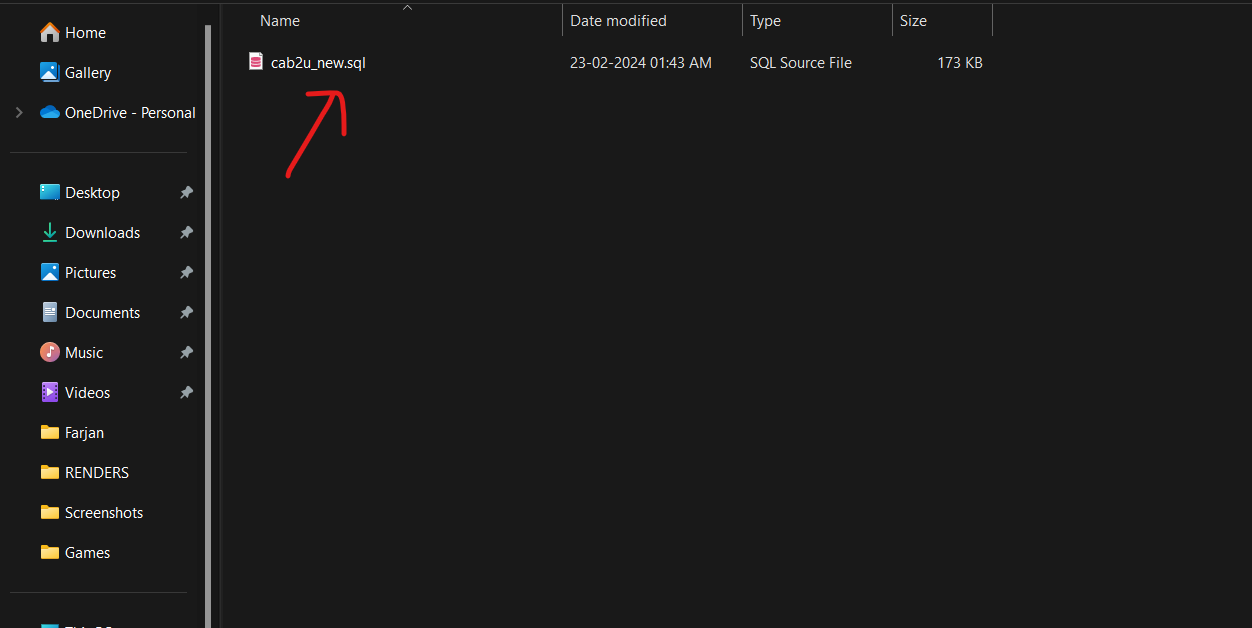 Home
Gallery
OneDrive - Personal
Desktop
Downloads
Pictures
Documents
Music
Videos
Farjan
RENDERS
Screenshots
Games
Name Date modified Type Size
cab2u_new.sql 23-02-2024 01:43 AM SQL Source File 173 KB